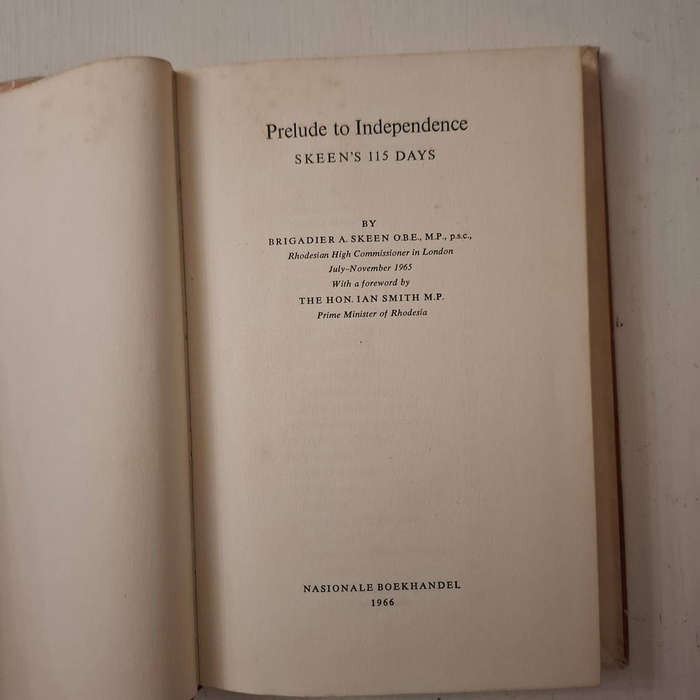 Prelude to Independence
SKEEN'S 115 DAYS
BY
BRIGADIER A. SKEEN O.B.E., M.P., p.s.c.,
Rhodesian High Commissioner in London
July–November 1965
With a foreword by
THE HON. IAN SMITH M.P.
Prime Minister of Rhodesia
NASIONALE BOEKHANDEL
1966